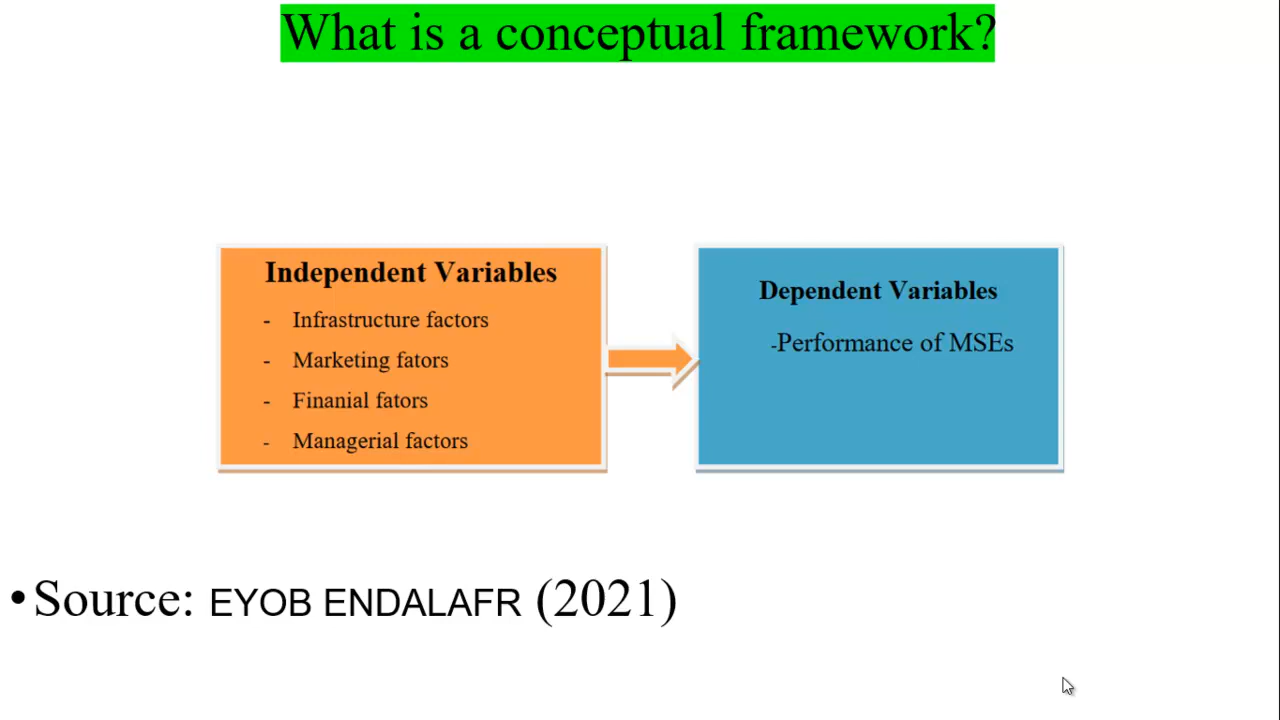 What is a conceptual framework?
Independent Variables
- Infrastructure factors
- Marketing fators
- Finanial fators
- Managerial factors
Dependent Variables
-Performance of MSEs
•Source: EYOB ENDALAFR (2021)